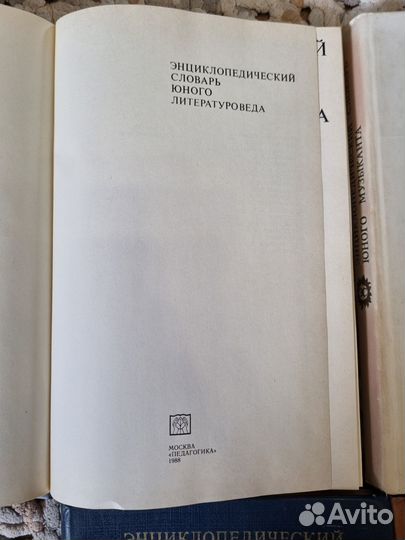 ЭНЦИКЛОПЕДИЧЕСКИЙ
СЛОВАРЬ
ЮНОГО
ЛИТЕРАТУРОВЕДА
Й
А
МОСКВА
«ПЕДАГОГИКА»
1988
ЮНОГО МУЗЫКАНТА
ЭНЦИКЛОПЕДИЧЕСКИЙ
Avito